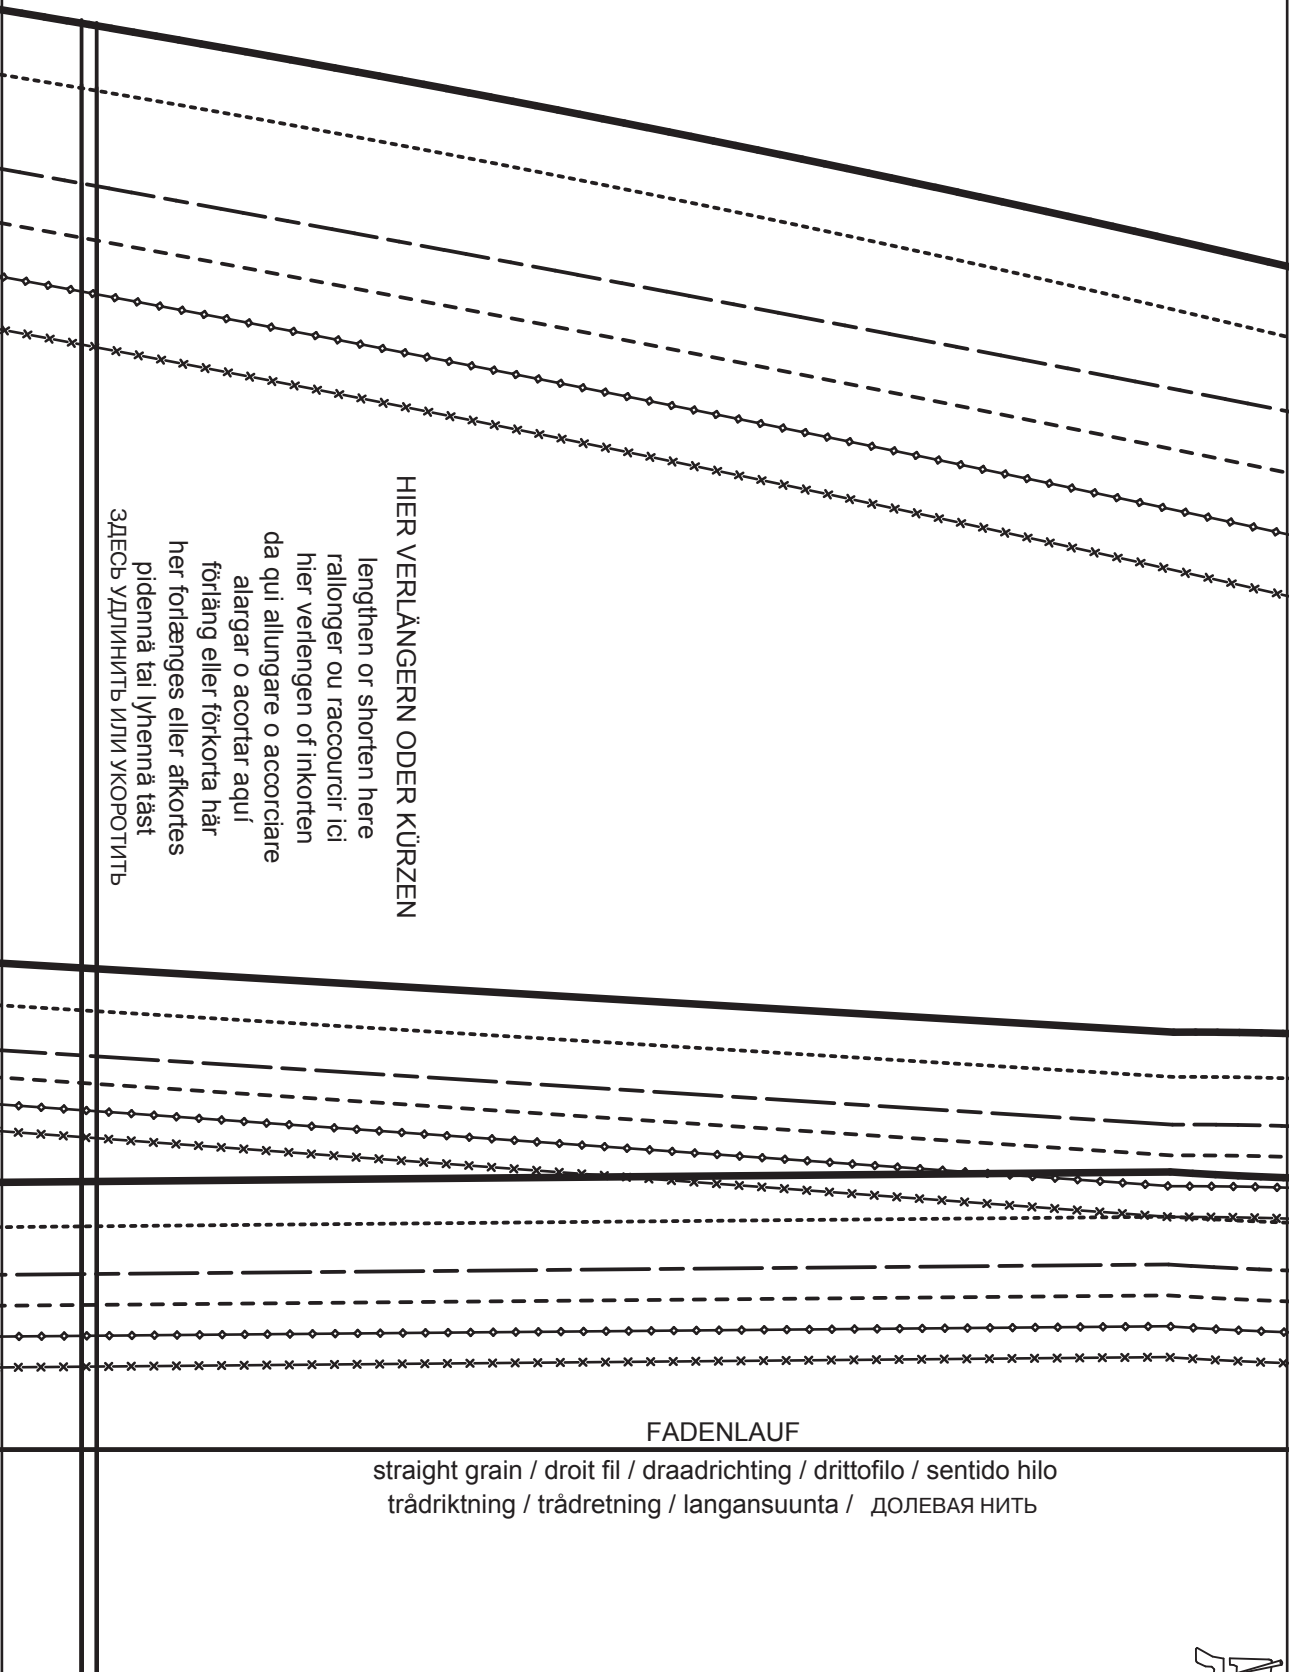 HIER VERLÄNGERN ODER KÜRZEN
lengthen or shorten here
rallonger ou raccourcir ici
hier verlengen of inkorten
da qui allungare o accorciare
alargar o acortar aquí
förläng eller förkorta här
her forlænges eller afkortes
pidennä tai lyhennä täst
ЗДЕСЬ УДЛИНИТЬ ИЛИ УКОРОТИТЬ
FADENLAUF
straight grain / droit fil / draadrichting / drittofilo / sentido hilo
trådriktning / trådretning / langansuunta / ДОЛЕВАЯ НИТЬ